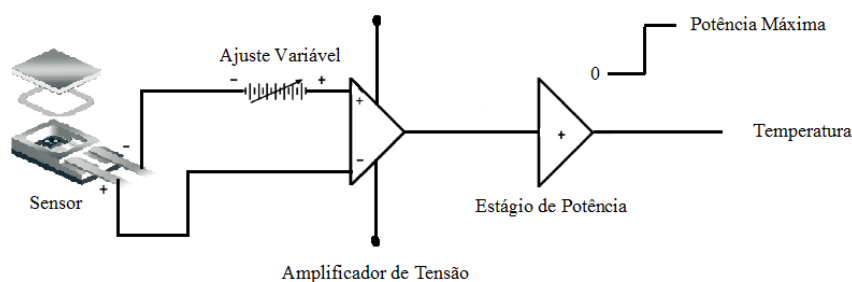 Potência Máxima
0
Ajuste Variável
- +
+
-
-
+
+
Temperatura
Sensor
Estágio de Potência
Amplificador de Tensão